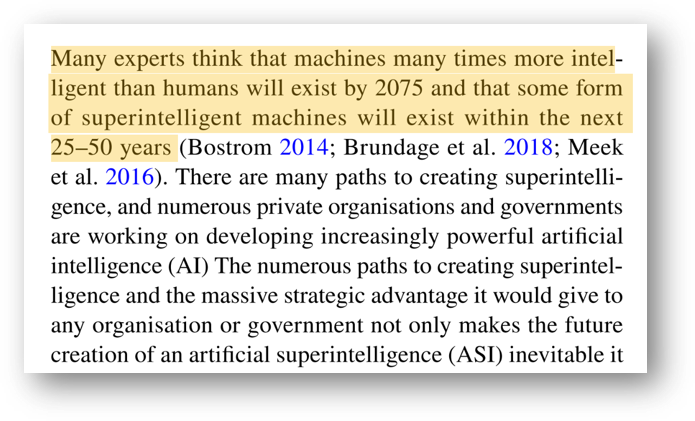 Many experts think that machines many times more intel-
ligent than humans will exist by 2075 and that some form
of superintelligent machines will exist within the next
25–50 years (Bostrom 2014; Brundage et al. 2018; Meek
et al. 2016). There are many paths to creating superintelli-
gence, and numerous private organisations and governments
are working on developing increasingly powerful artificial
intelligence (AI) The numerous paths to creating superintel-
ligence and the massive strategic advantage it would give to
any organisation or government not only makes the future
creation of an artificial superintelligence (ASI) inevitable it